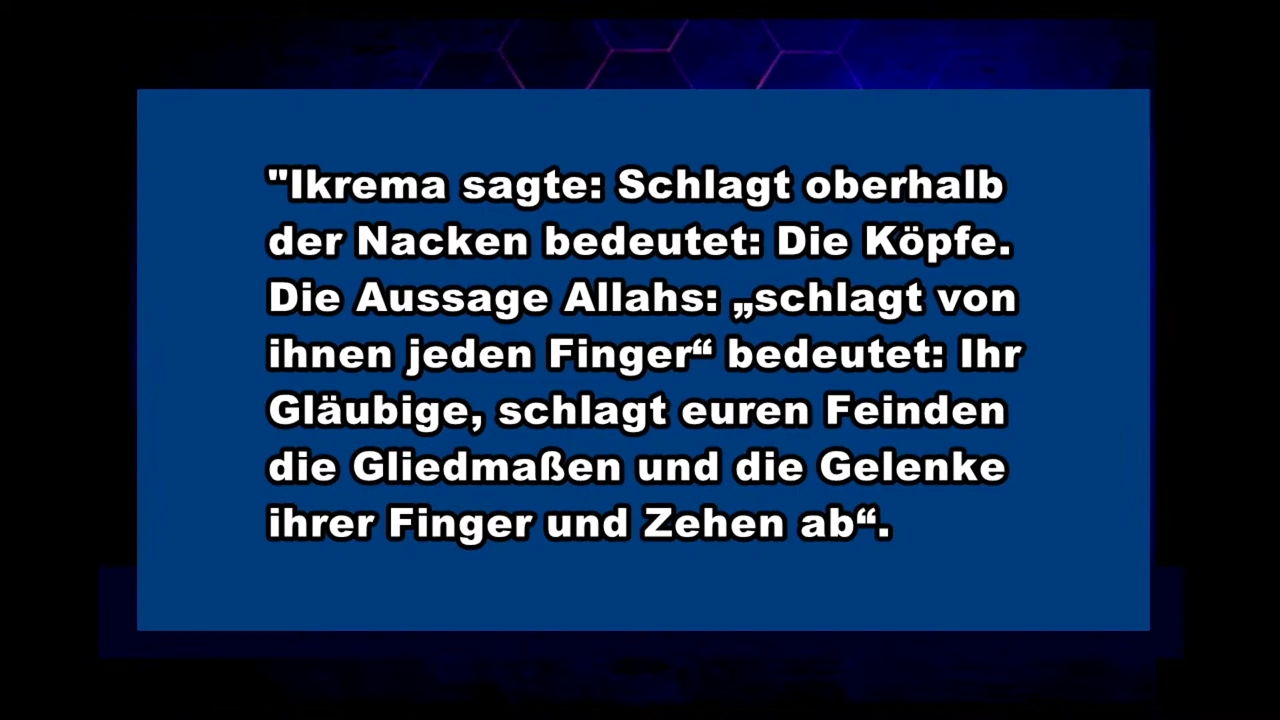 "Ikrema sagte: Schlagt oberhalb
der Nacken bedeutet: Die Köpfe.
Die Aussage Allahs: „schlagt von
ihnen jeden Finger“ bedeutet: Ihr
Gläubige, schlagt euren Feinden
die Gliedmaßen und die Gelenke
ihrer Finger und Zehen ab“.